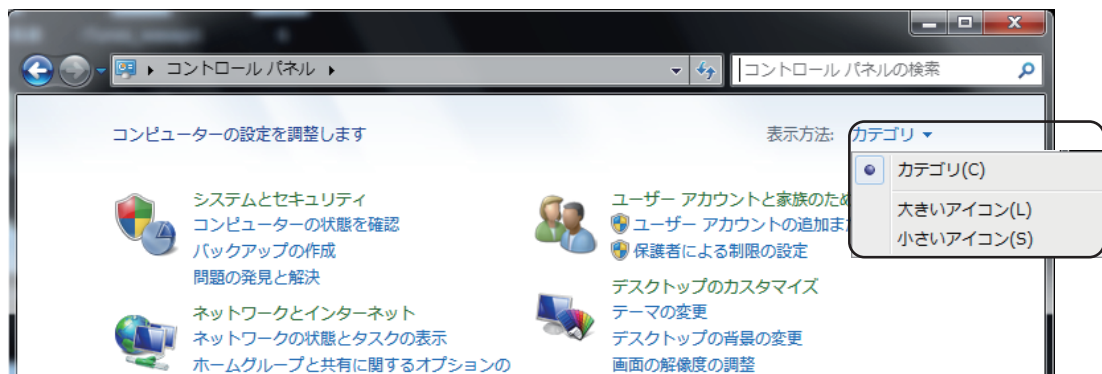 コントロール パネル
コントロール パネルの検索
コンピューターの設定を調整します
表示方法: カテゴリ
カテゴリ(C)
大きいアイコン(L)
小さいアイコン(S)
システムとセキュリティ
コンピューターの状態を確認
バックアップの作成
問題の発見と解決
ネットワークとインターネット
ネットワークの状態とタスクの表示
ホームグループと共有に関するオプションの
ユーザー アカウントと家族のため
ユーザー アカウントの追加ま
保護者による制限の設定
デスクトップのカスタマイズ
テーマの変更
デスクトップの背景の変更
画面の解像度の調整